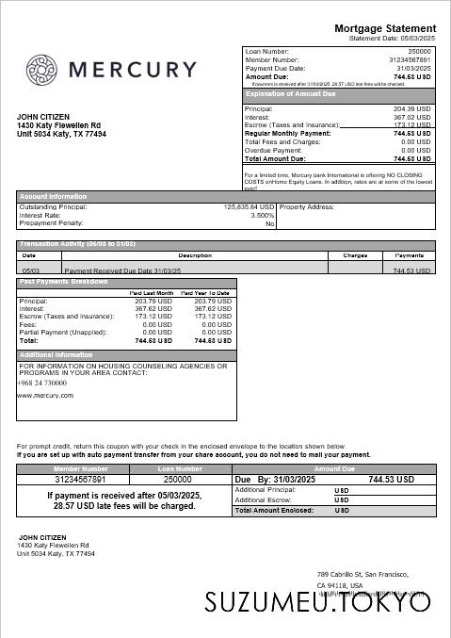 Mortgage Statement
Statement Date: 05/03/2025
MERCURY
Loan Number: 250000
Member Number: 31234567891
Payment Due Date: 31/03/2025
Amount Due: 744.53 USD
If payment is received after 31/03/2025, 28.57 USD late fees will be charged.
Explanation of Amount Due
Principal: 204.39 USD
Interest: 367.02 USD
Escrow (Taxes and Insurance): 173.12 USD
Regular Monthly Payment: 744.53 USD
Total Fees and Charges: 0.00 USD
Overdue Payment: 0.00 USD
Total Amount Due: 744.53 USD
For a limited time, Mercury bank International is offering NO CLOSING
COSTS onHome Equity Loans. In addition, rates are at some of the lowest
JOHN CITIZEN
1430 Katy Flewellen Rd
Unit 5034 Katy, TX 77494
Account Information
Outstanding Principal: 125,835.84 USD
Property Address:
Interest Rate: 3.500%
Prepayment Penalty: No
Transaction Activity
Date Description Charges Payments
05/03 Payment Received Due Date 31/03/25 744.53 USD
Past Payments Breakdown
Paid Last Month Paid Year To Date
Principal: 203.79 USD 203.79 USD
Interest: 367.62 USD 367.62 USD
Escrow (Taxes and Insurance): 173.12 USD 173.12 USD
Fees: 0.00 USD 0.00 USD
Partial Payment (Unapplied): 0.00 USD 0.00 USD
Total: 744.53 USD 744.53 USD
Additional Information
FOR INFORMATION ON HOUSING COUNSELING AGENCIES OR
PROGRAMS IN YOUR AREA CONTACT:
+968 24 730000
www.mercury.com
For prompt credit, return this coupon with your check in the enclosed envelope to the location shown below.
If you are set up with auto payment transfer from your share account, you do not need to mail your payment.
Member Number Loan Number Amount Due
31234567891 250000 Due By: 31/03/2025 744.53 USD
If payment is received after 05/03/2025,
28.57 USD late fees will be charged.
Additional Principal: USD
Additional Escrow: USD
Total Amount Enclosed: USD
JOHN CITIZEN
1430 Katy Flewellen Rd
Unit 5034 Katy, TX 77494
789 Cabrillo St, San Francisco,
CA 94118, USA
SUZUMEU.TOKYO